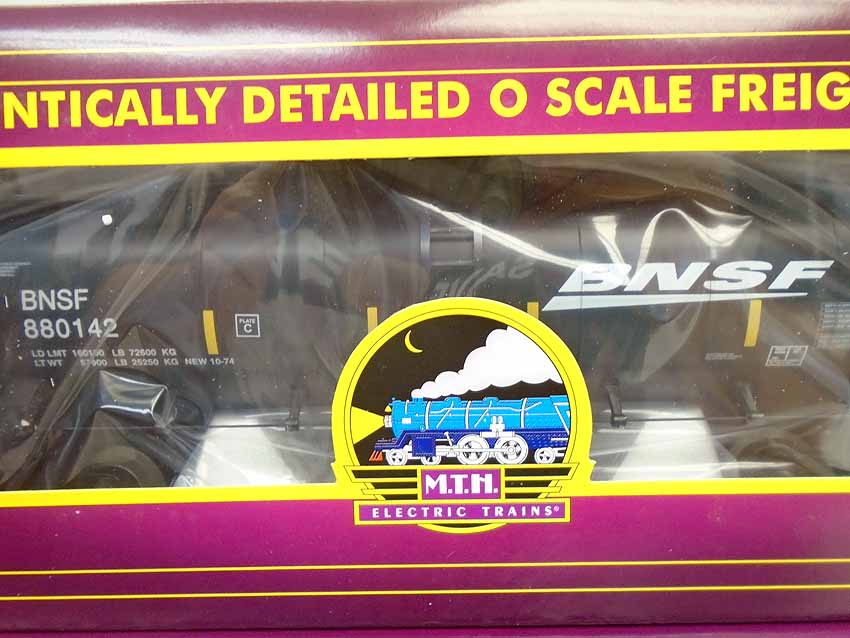 NTICALLY DETAILED O SCALE FREIG
BNSF
BNSF
880142
PLATE
C
LD LMT 160150 LB 72600 KG
LT WT 57900 LB 25250 KG NEW 10-74
M.T.H.
ELECTRIC TRAINS®